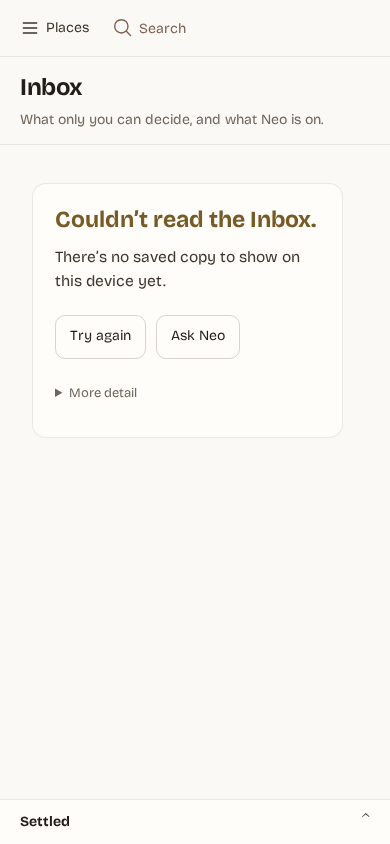 Places
Search
Inbox
What only you can decide, and what Neo is on.
Couldn't read the Inbox.
There's no saved copy to show on
this device yet.
Try again
Ask Neo
More detail
Settled